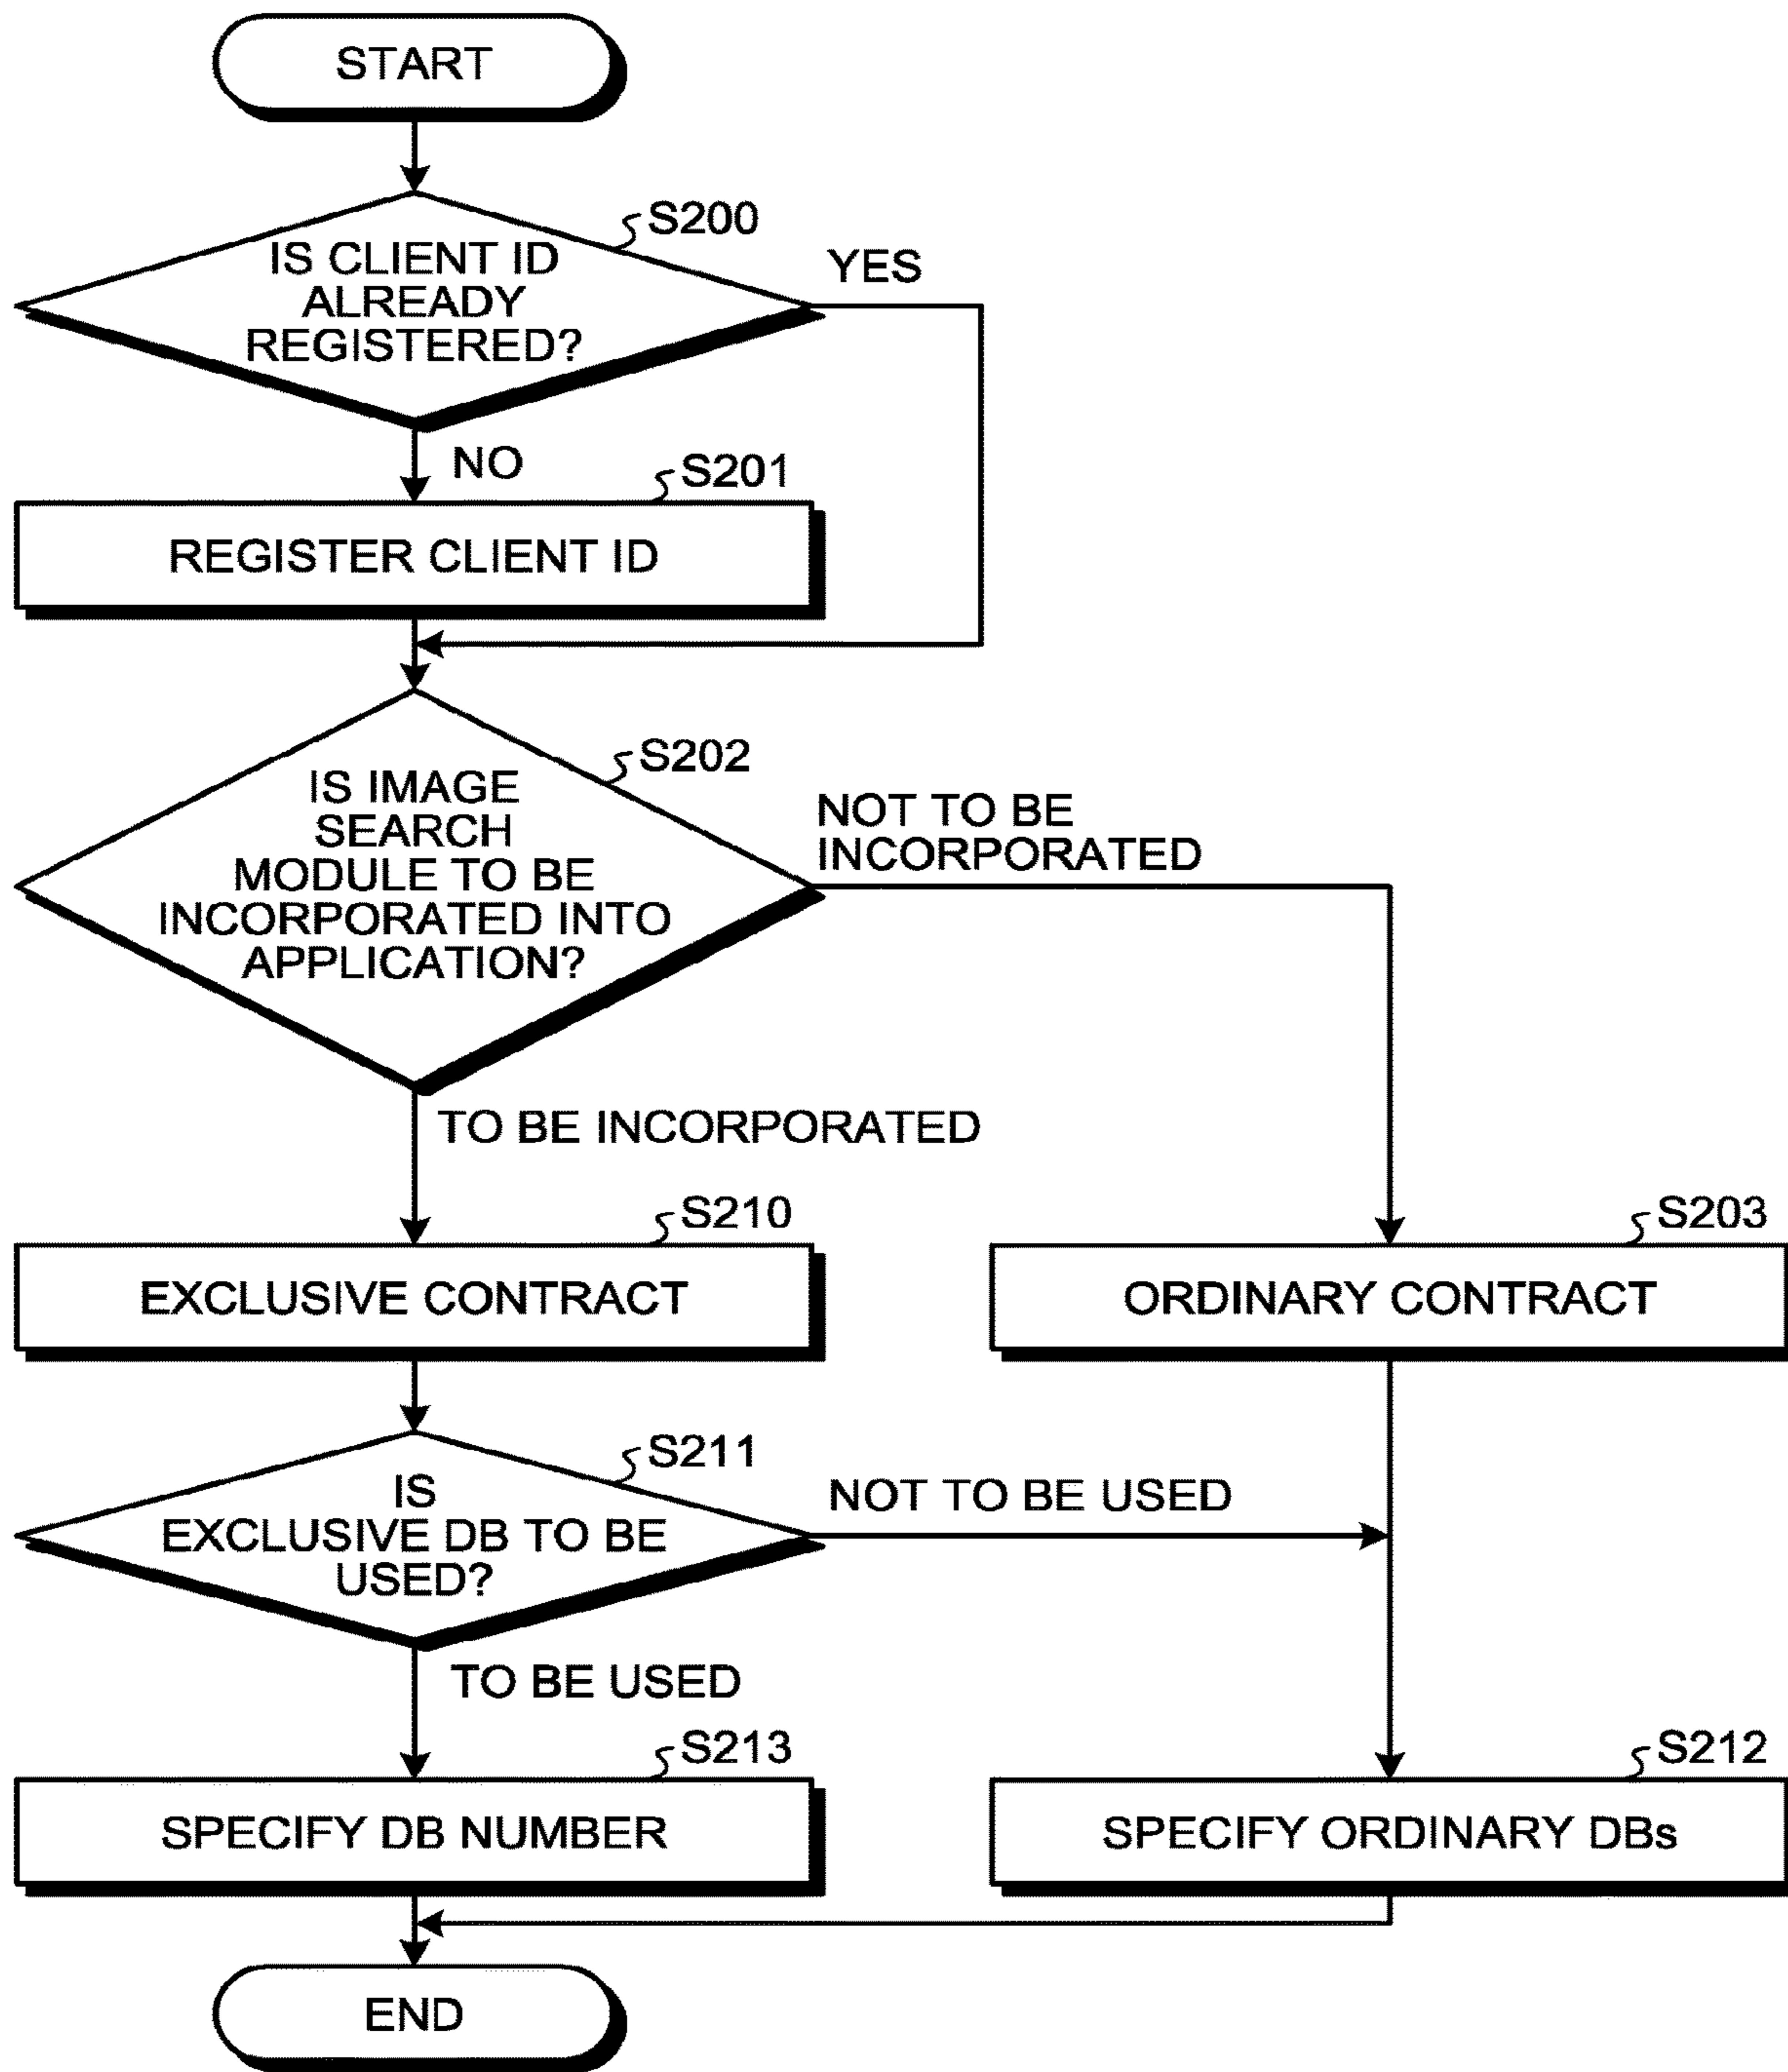 START
S200
IS CLIENT ID
ALREADY
REGISTERED?
YES
NO
S201
REGISTER CLIENT ID
S202
IS IMAGE
SEARCH
MODULE TO BE
INCORPORATED INTO
APPLICATION?
NOT TO BE
INCORPORATED
TO BE INCORPORATED
S210
EXCLUSIVE CONTRACT
S203
ORDINARY CONTRACT
S211
IS
EXCLUSIVE DB TO BE
USED?
NOT TO BE USED
TO BE USED
S213
SPECIFY DB NUMBER
S212
SPECIFY ORDINARY DBs
END